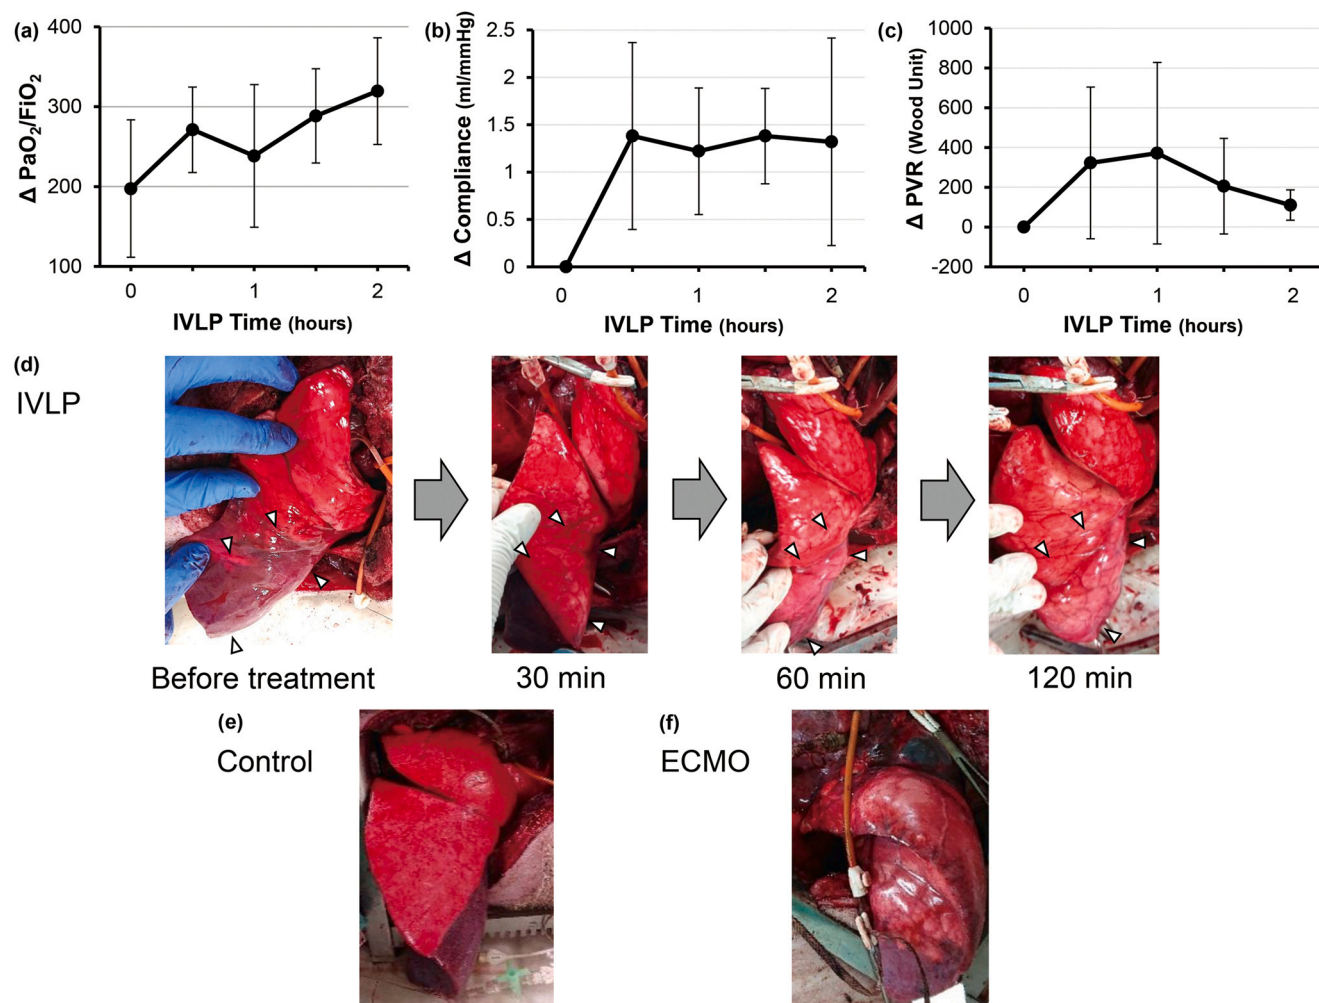 (a)
400
300
200
100
Δ PaO₂/FiO₂
0 1 2
IVLP Time (hours)
(b)
2.5
2
1.5
1
0.5
0
Δ Compliance (ml/mmHg)
0 1 2
IVLP Time (hours)
(c)
1000
800
600
400
200
0
-200
Δ PVR (Wood Unit)
0 1 2
IVLP Time (hours)
(d)
IVLP
Before treatment
30 min
60 min
120 min
(e)
Control
(f)
ECMO